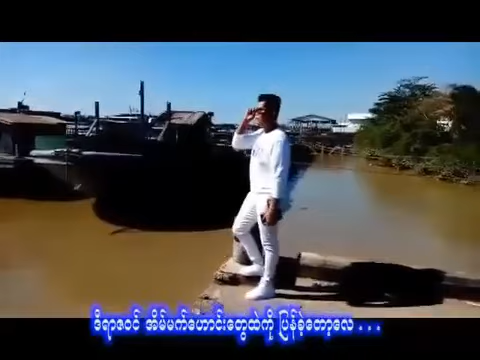 ဒီရာဇဝင် အိမ်မက်ဟောင်းတွေထဲကို ပြန်ခဲ့တော့လေ . . .